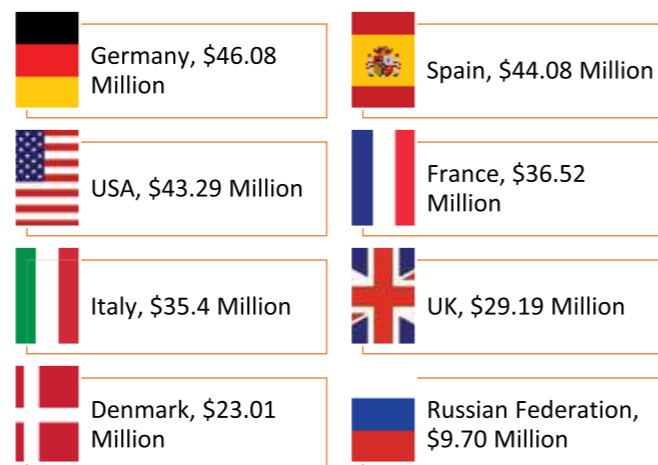 Germany, $46.08
Million
Spain, $44.08 Million
USA, $43.29 Million
France, $36.52
Million
Italy, $35.4 Million
UK, $29.19 Million
Denmark, $23.01
Million
Russian Federation,
$9.70 Million